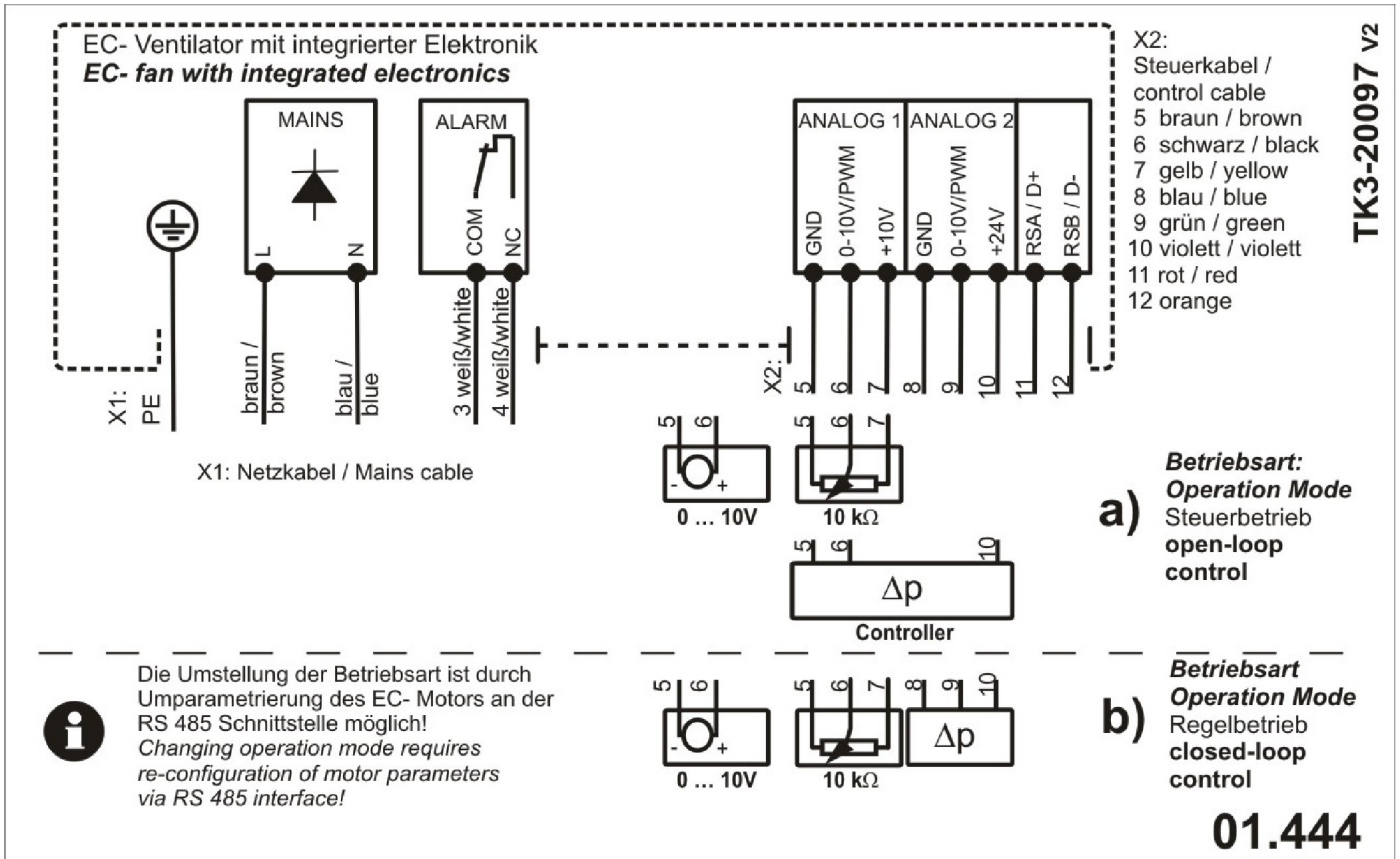 EC- Ventilator mit integrierter Elektronik
EC- fan with integrated electronics
MAINS
L
N
ALARM
COM
NC
ANALOG 1
GND
0-10V/PWM
+10V
ANALOG 2
GND
0-10V/PWM
+24V
RSA / D+
RSB / D-
X2:
Steuerkabel /
control cable
5 braun / brown
6 schwarz / black
7 gelb / yellow
8 blau / blue
9 grün / green
10 violett / violett
11 rot / red
12 orange
TK3-20097 V2
X1:
PE
braun /
brown
blau /
blue
3 weiß/white
4 weiß/white
X2:
5
6
7
8
9
10
11
12
X1: Netzkabel / Mains cable
5
6
- +
0 ... 10V
5
6
7
10 kΩ
5
6
10
Δp
Controller
a)
Betriebsart:
Operation Mode
Steuerbetrieb
open-loop
control
i
Die Umstellung der Betriebsart ist durch
Umparametrierung des EC- Motors an der
RS 485 Schnittstelle möglich!
Changing operation mode requires
re-configuration of motor parameters
via RS 485 interface!
5
6
- +
0 ... 10V
5
6
7
10 kΩ
8
9
10
Δp
b)
Betriebsart
Operation Mode
Regelbetrieb
closed-loop
control
01.444